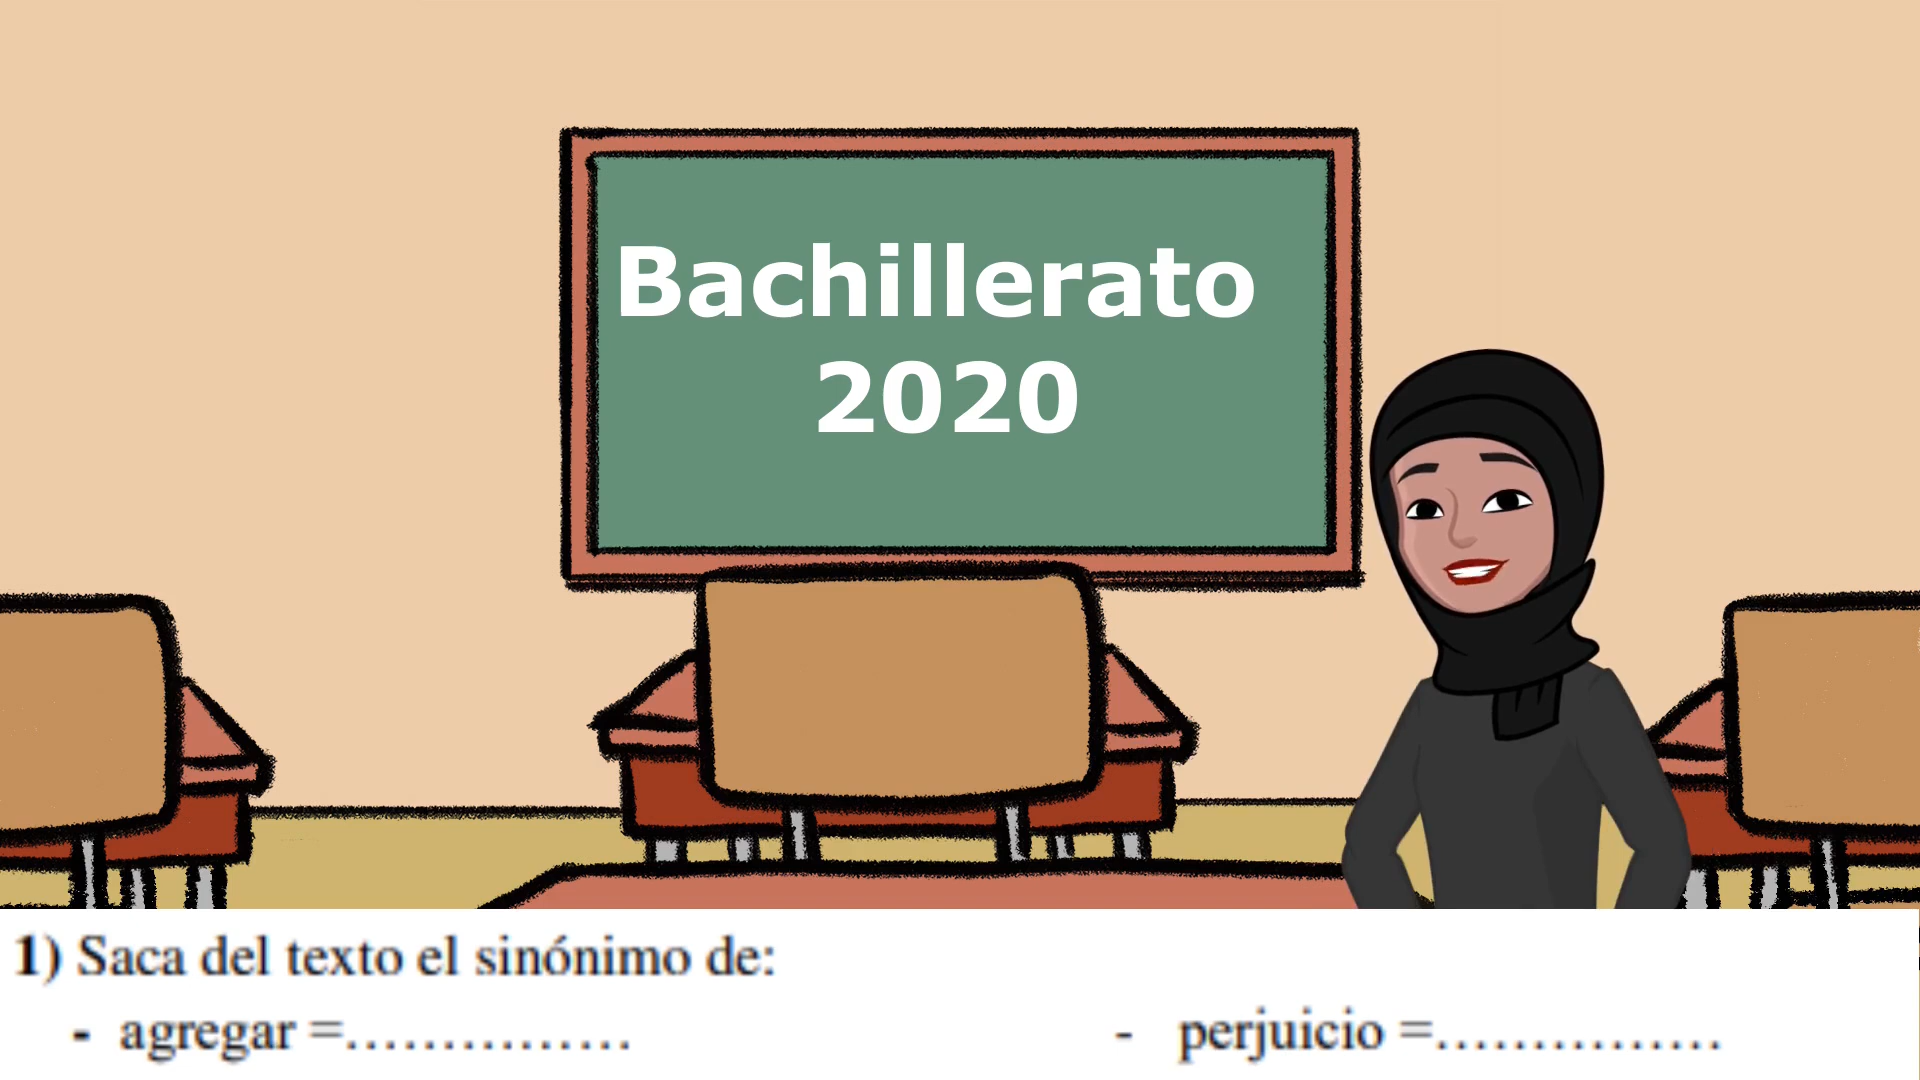 Bachillerato
2020
1) Saca del texto el sinónimo de:
- agregar =............... - perjuicio =...............